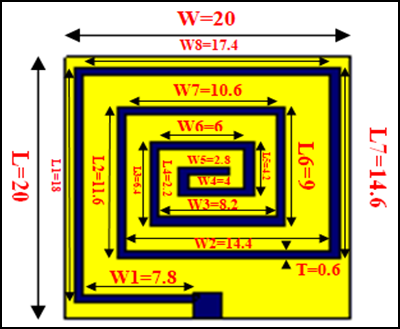 W=20
W8=17.4
W7=10.6
W6=6
W5=2.8
W4=4
W3=8.2
W2=14.4
T=0.6
W1=7.8
L=20
L1=18
L2=11.6
L3=6.4
L4=2.2
L5=4.2
L6=9
L7=14.6